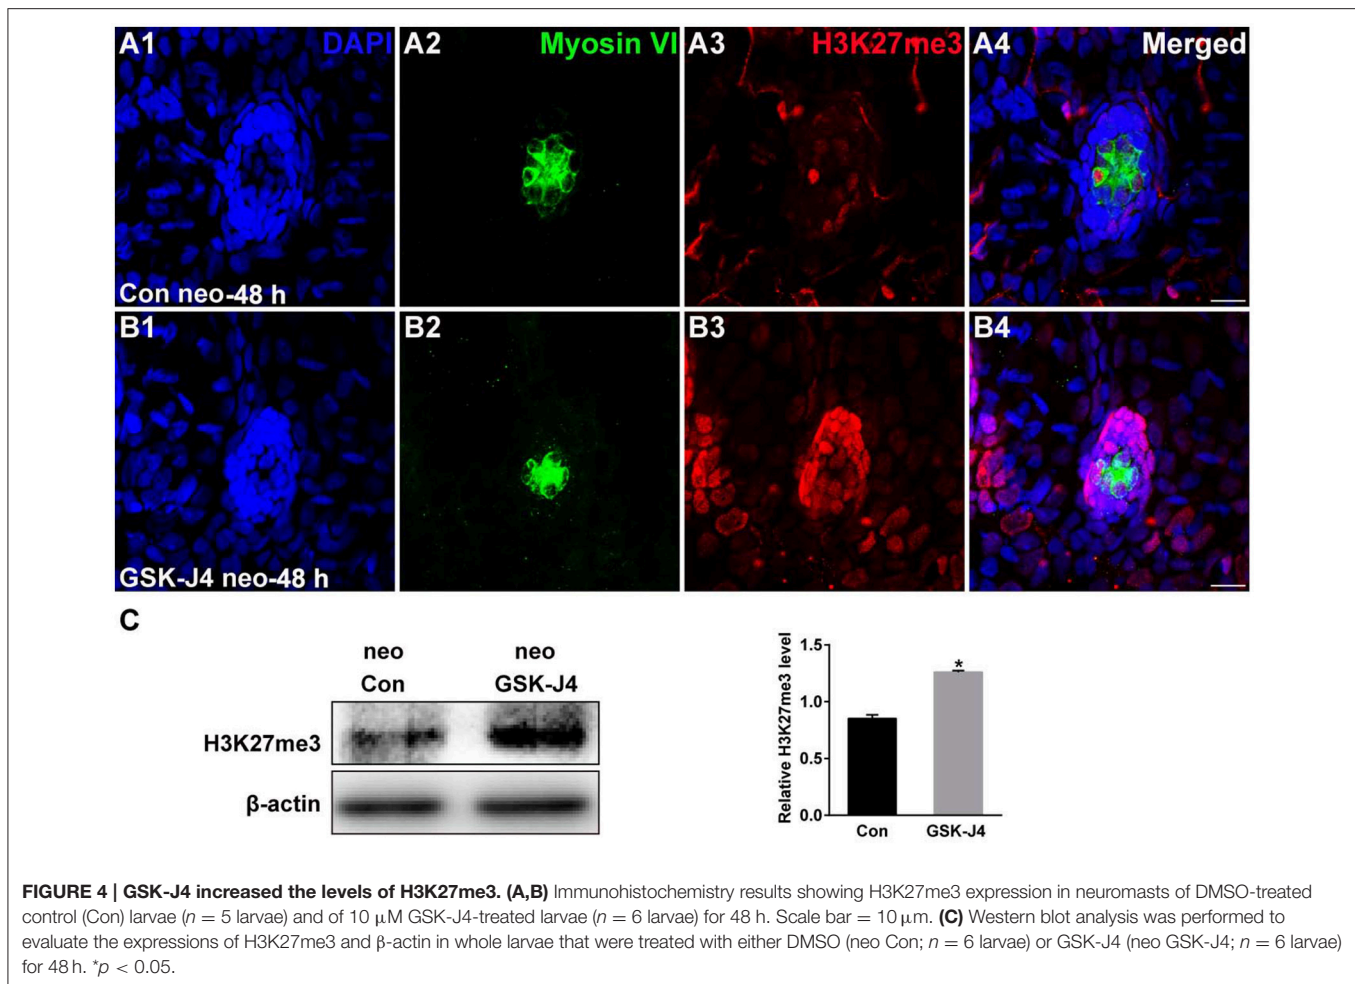 A1 DAPI A2 Myosin VI A3 H3K27me3 A4 Merged
Con neo-48 h
B1 B2 B3 B4
GSK-J4 neo-48 h
C
neo neo
Con GSK-J4
H3K27me3
β-actin
Relative H3K27me3 level
1.5
1.0
0.5
0.0
*
Con GSK-J4
FIGURE 4 | GSK-J4 increased the levels of H3K27me3. (A,B) Immunohistochemistry results showing H3K27me3 expression in neuromasts of DMSO-treated
control (Con) larvae (n = 5 larvae) and of 10 μM GSK-J4-treated larvae (n = 6 larvae) for 48 h. Scale bar = 10 μm. (C) Western blot analysis was performed to
evaluate the expressions of H3K27me3 and β-actin in whole larvae that were treated with either DMSO (neo Con; n = 6 larvae) or GSK-J4 (neo GSK-J4; n = 6 larvae)
for 48 h. *p < 0.05.